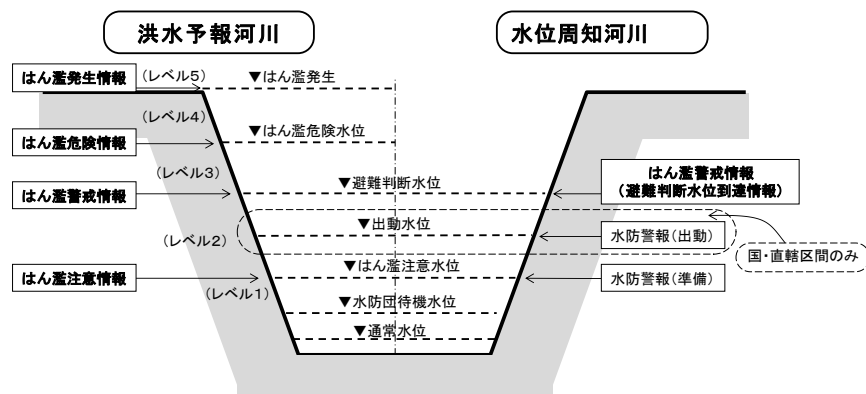 洪水予報河川
水位周知河川
はん濫発生情報
(レベル5)
▼はん濫発生
(レベル4)
はん濫危険情報
▼はん濫危険水位
(レベル3)
はん濫警戒情報
▼避難判断水位
はん濫警戒情報
(避難判断水位到達情報)
▼出動水位
水防警報(出動)
(レベル2)
国・直轄区間のみ
はん濫注意情報
▼はん濫注意水位
水防警報(準備)
(レベル1)
▼水防団待機水位
▼通常水位